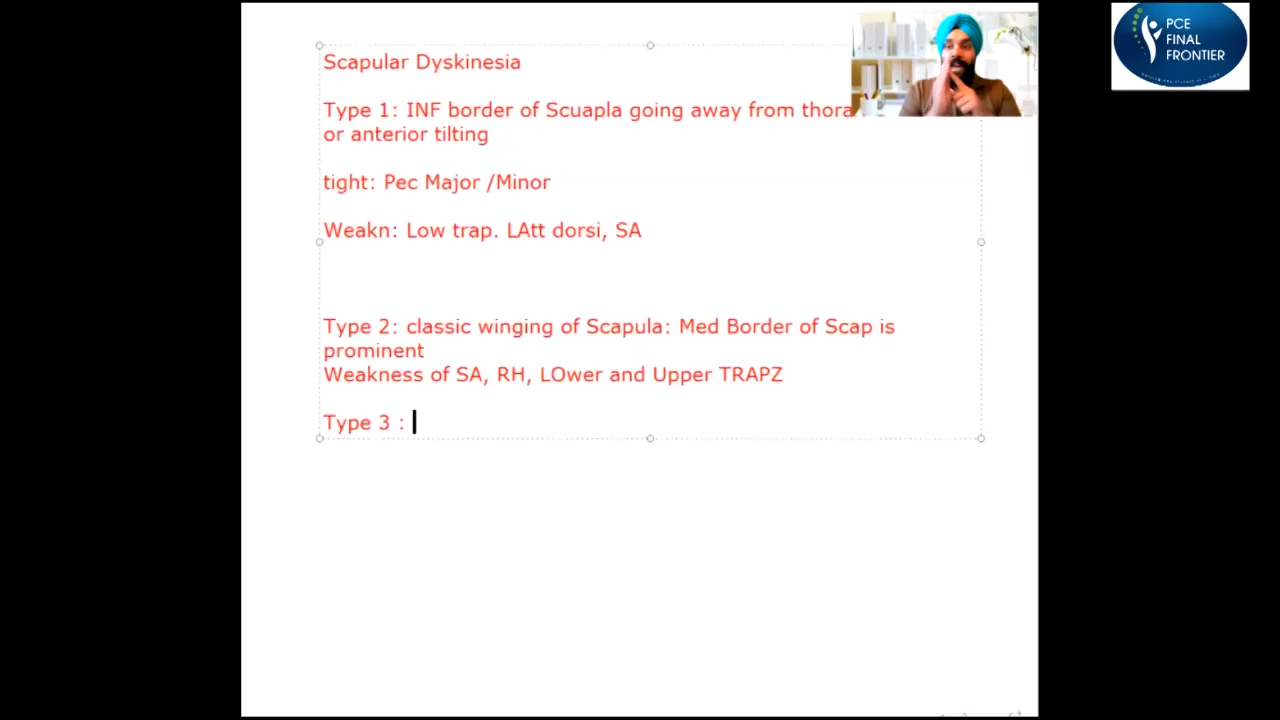 Scapular Dyskinesia
Type 1: INF border of Scuapla going away from thora
or anterior tilting
tight: Pec Major /Minor
Weakn: Low trap. LAtt dorsi, SA
Type 2: classic winging of Scapula: Med Border of Scap is
prominent
Weakness of SA, RH, LOwer and Upper TRAPZ
Type 3 :
PCE
FINAL
FRONTIER